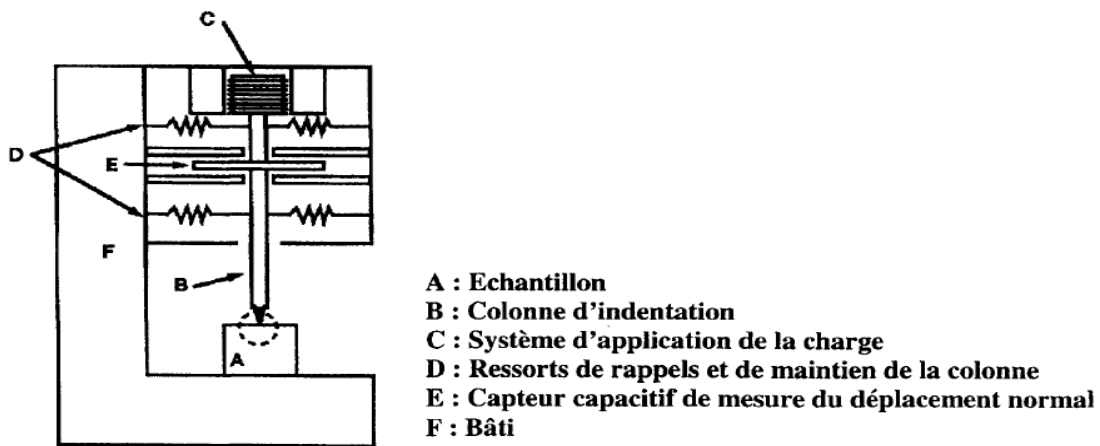 C
D
E
F
B
A
A : Echantillon
B : Colonne d'indentation
C : Système d'application de la charge
D : Ressorts de rappels et de maintien de la colonne
E : Capteur capacitif de mesure du déplacement normal
F : Bâti